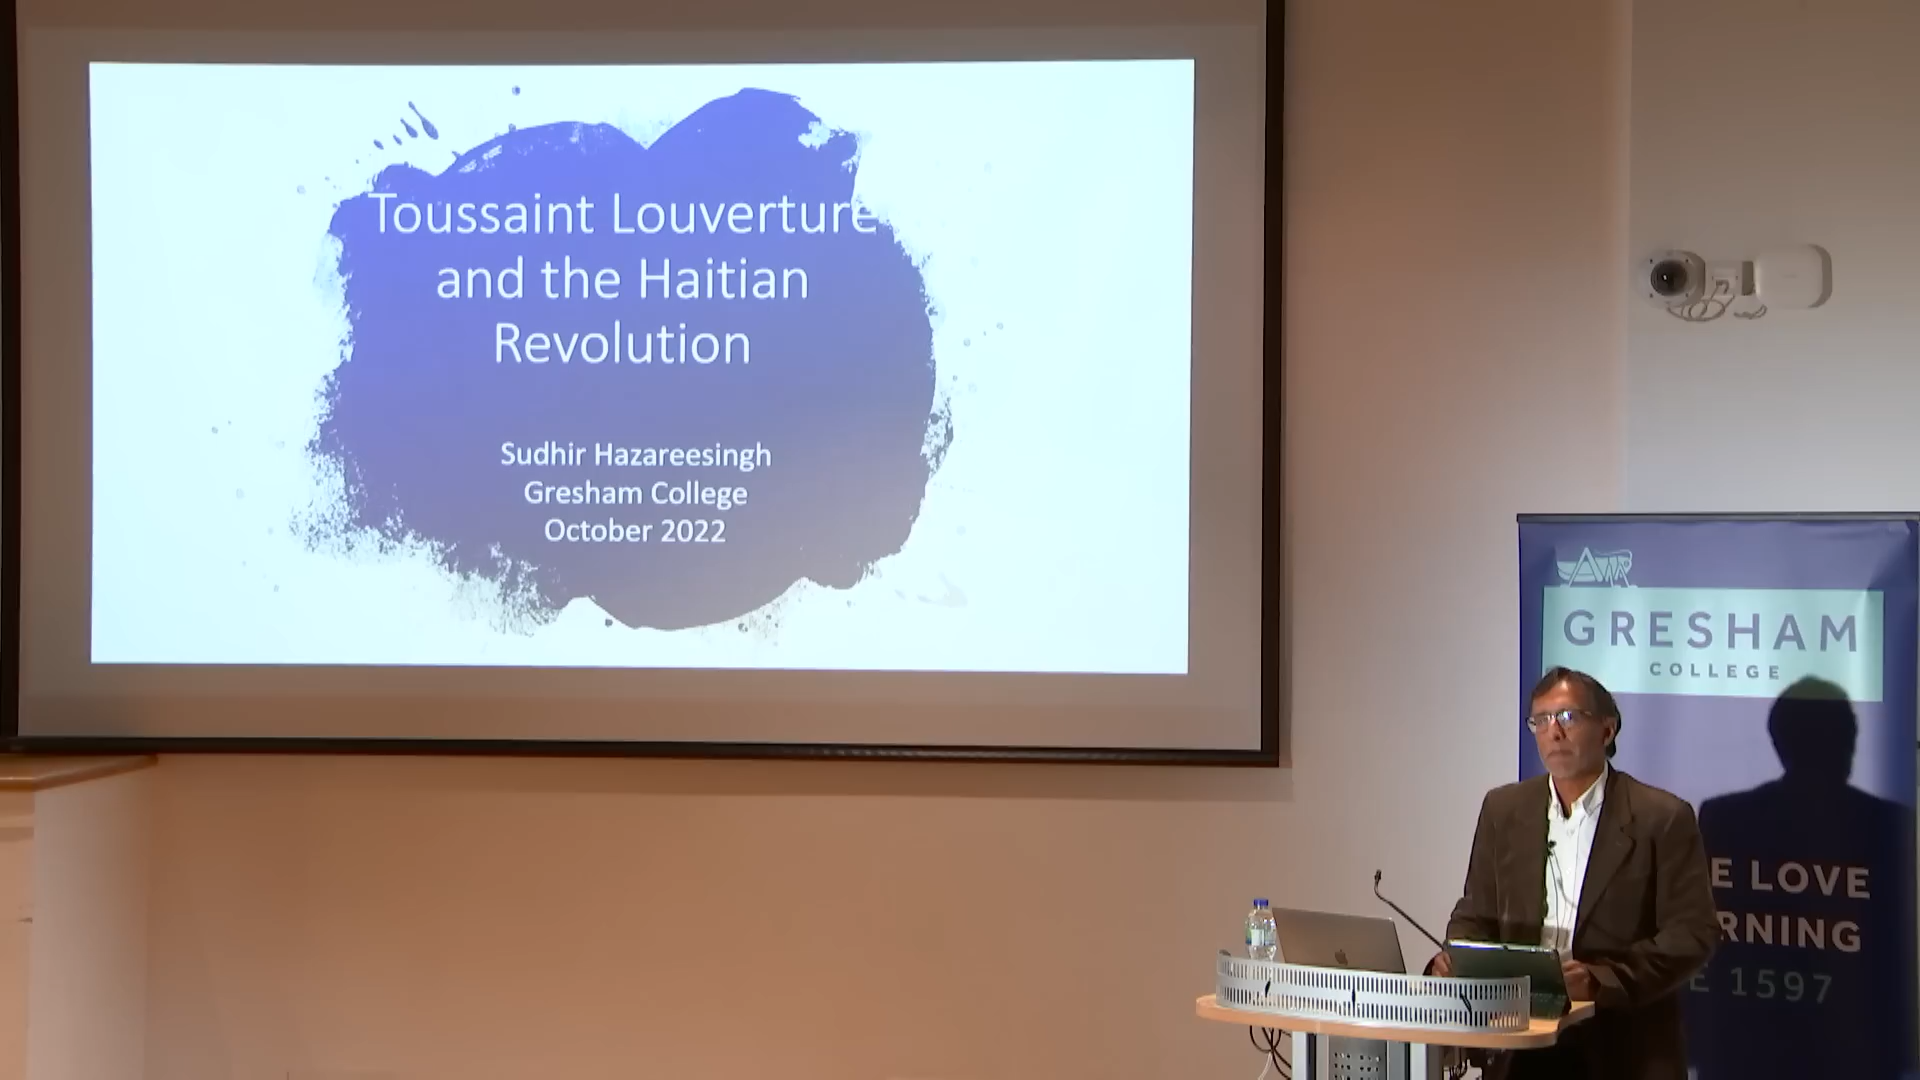 Toussaint Louverture
and the Haitian
Revolution
Sudhir Hazareesingh
Gresham College
October 2022
GRESHAM
COLLEGE
E LOVE
RNING
E 1597